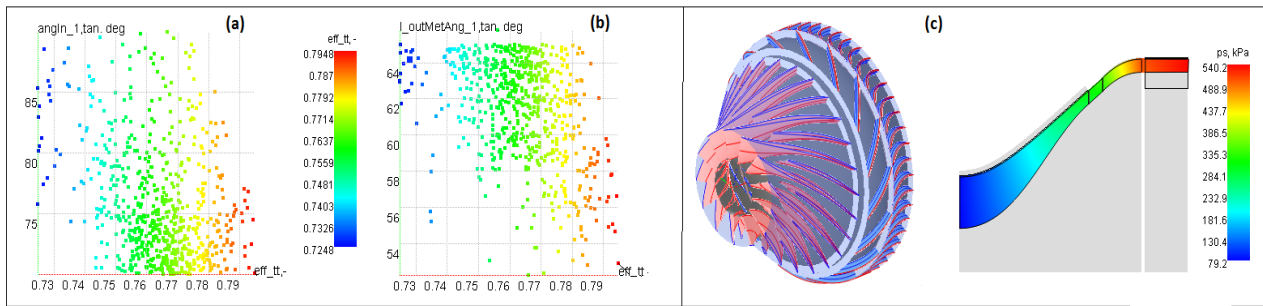 (a)
angIn_1,tan. deg
85
80
75
0.73 0.74 0.75 0.76 0.77 0.78 0.79
eff_tt,-
eff_tt,-
0.7948
0.787
0.7792
0.7714
0.7637
0.7559
0.7481
0.7403
0.7326
0.7248
(b)
l_outMetAng_1,tan. deg
64
62
60
58
56
54
0.73 0.74 0.75 0.76 0.77 0.78 0.79
eff_tt -
(c)
ps, kPa
540.2
488.9
437.7
386.5
335.3
284.1
232.9
181.6
130.4
79.2